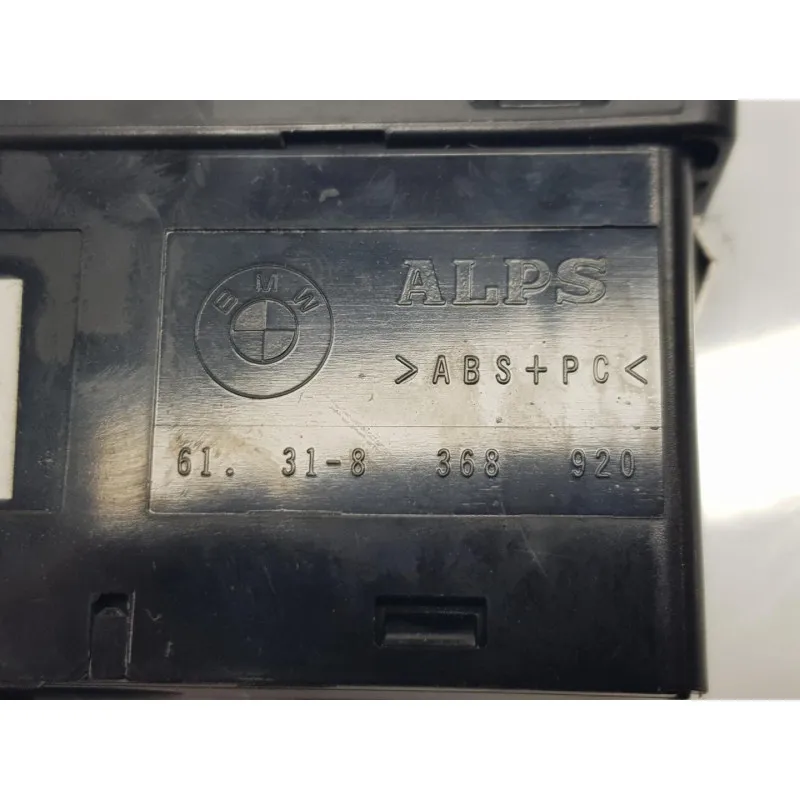 BMW
ALPS
>ABS+PC<
61. 31-8 368 920